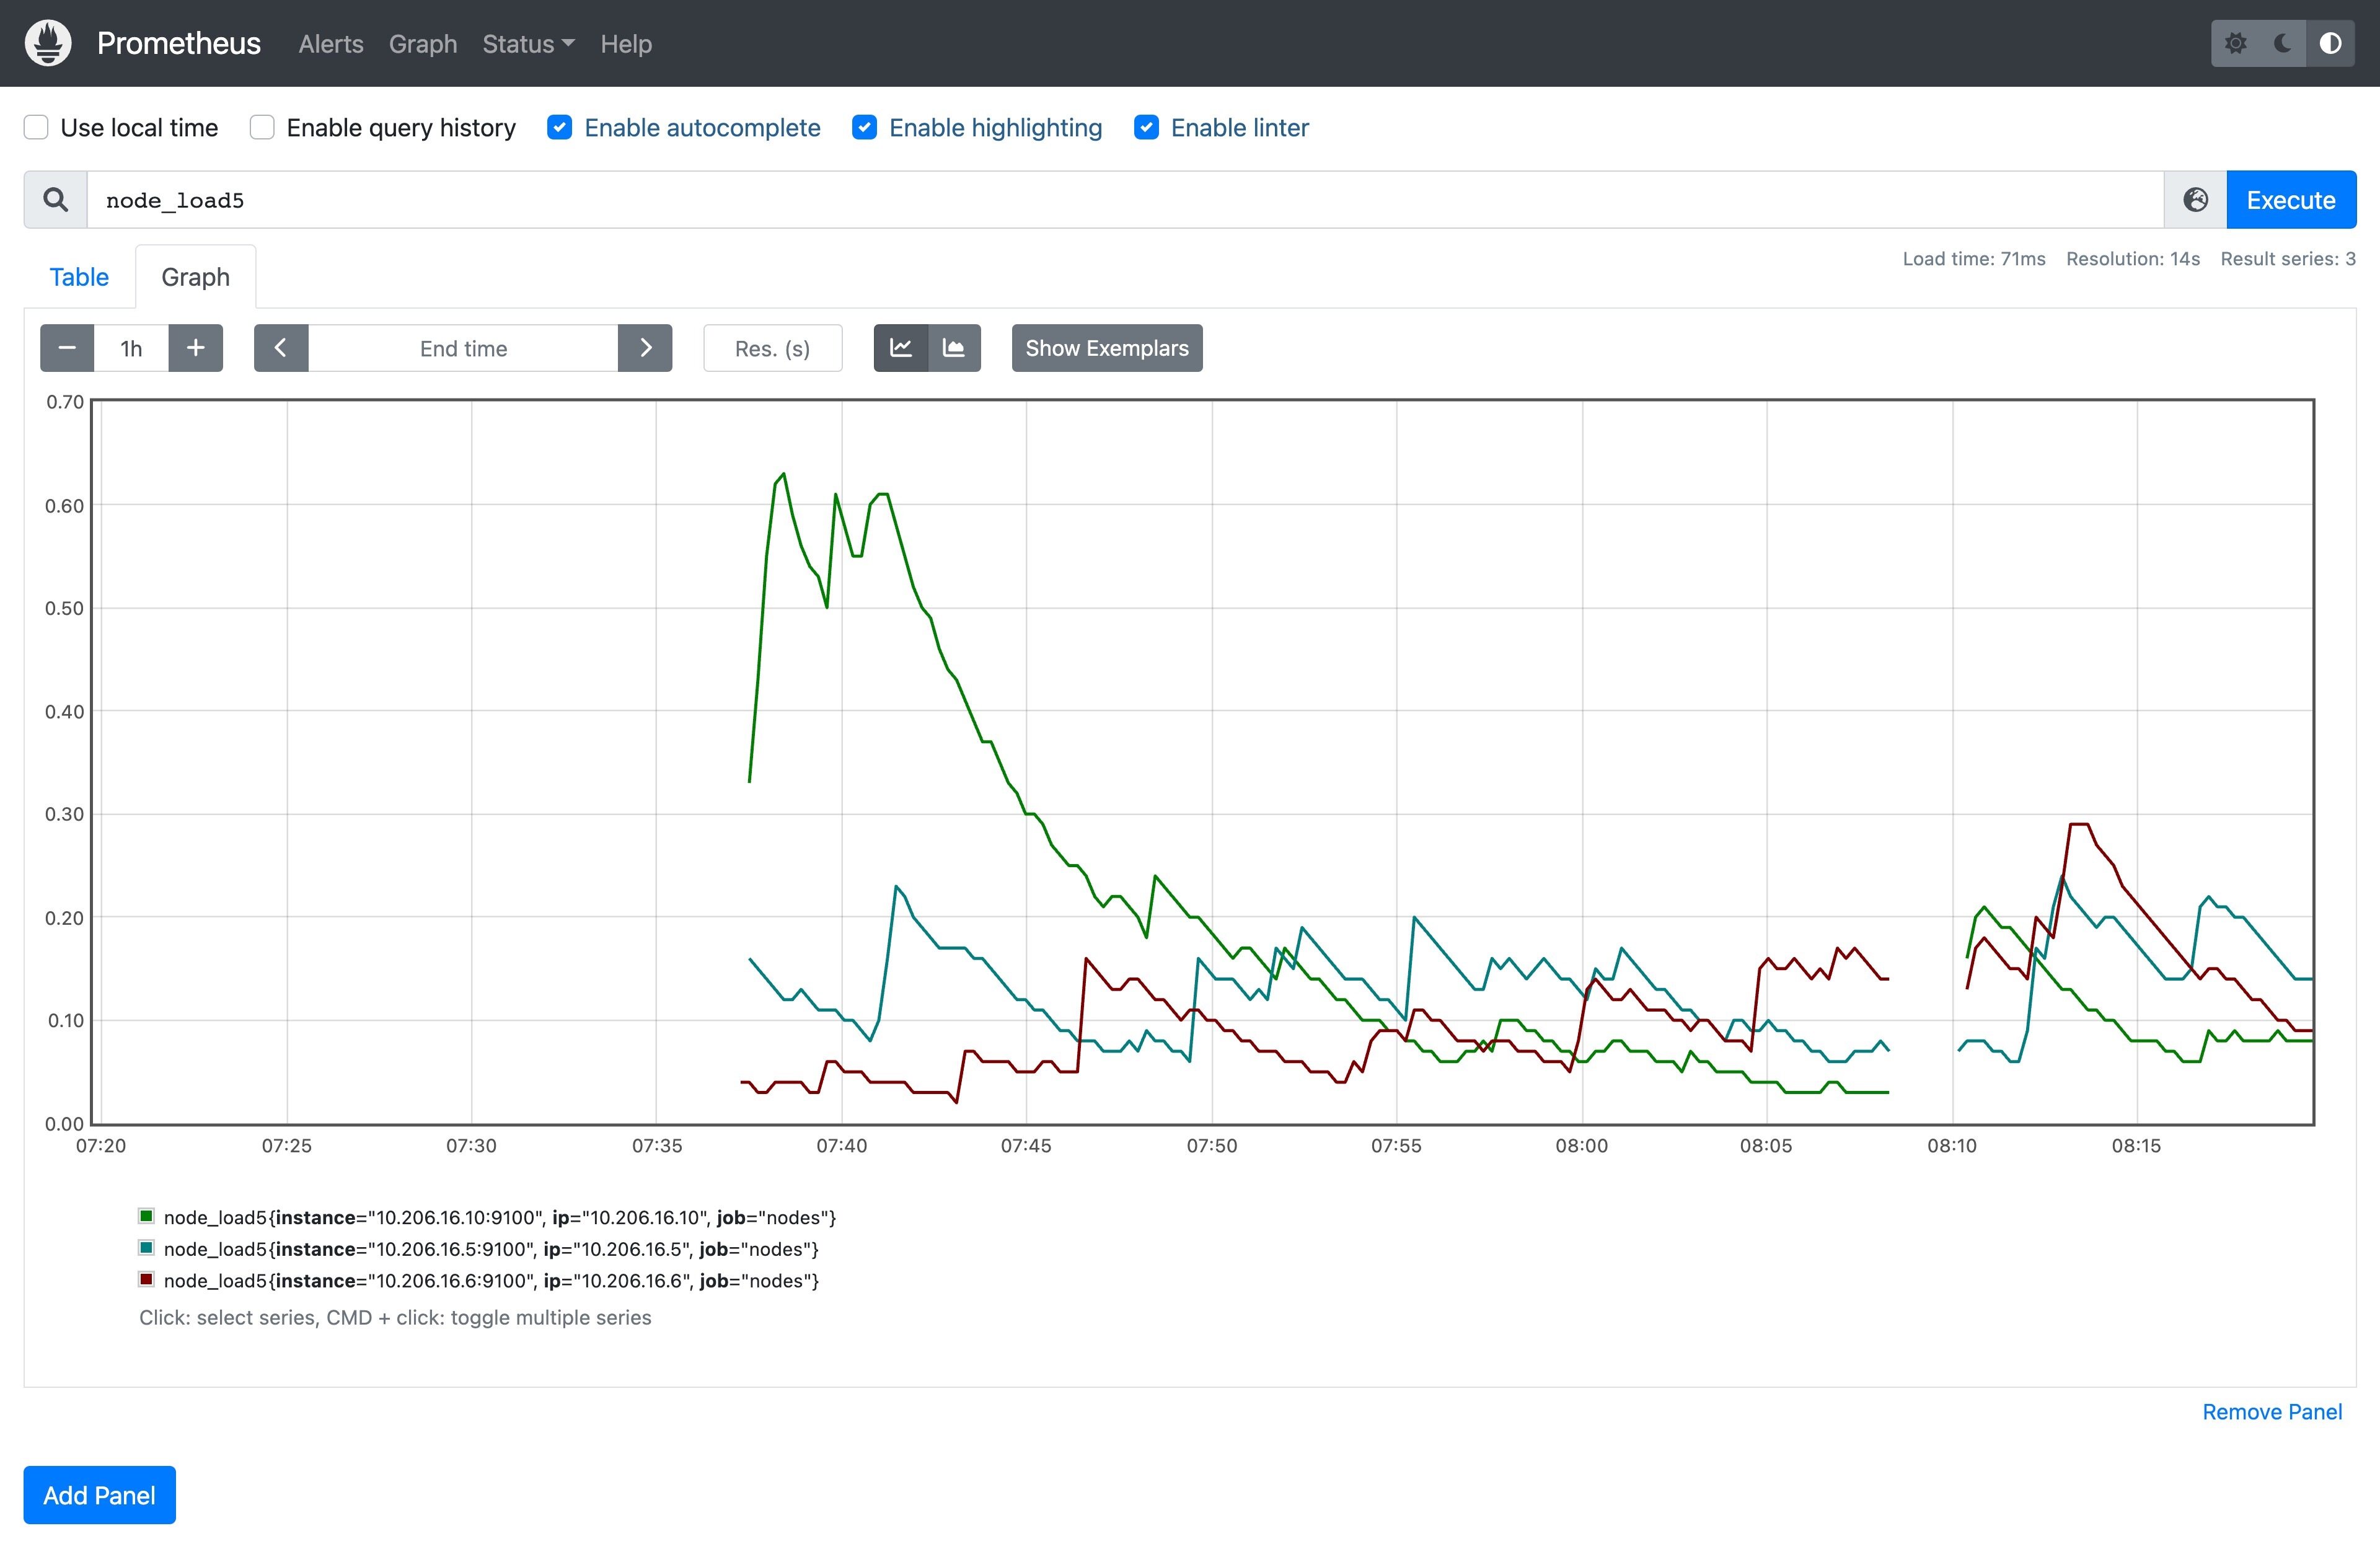 Prometheus Alerts Graph Status Help
Use local time Enable query history Enable autocomplete Enable highlighting Enable linter
node_load5 Execute
Load time: 71ms Resolution: 14s Result series: 3
Table Graph
1h End time Res. (s) Show Exemplars
0.70
0.60
0.50
0.40
0.30
0.20
0.10
0.00
07:20 07:25 07:30 07:35 07:40 07:45 07:50 07:55 08:00 08:05 08:10 08:15
node_load5{instance="10.206.16.10:9100", ip="10.206.16.10", job="nodes"}
node_load5{instance="10.206.16.5:9100", ip="10.206.16.5", job="nodes"}
node_load5{instance="10.206.16.6:9100", ip="10.206.16.6", job="nodes"}
Click: select series, CMD + click: toggle multiple series
Remove Panel
Add Panel